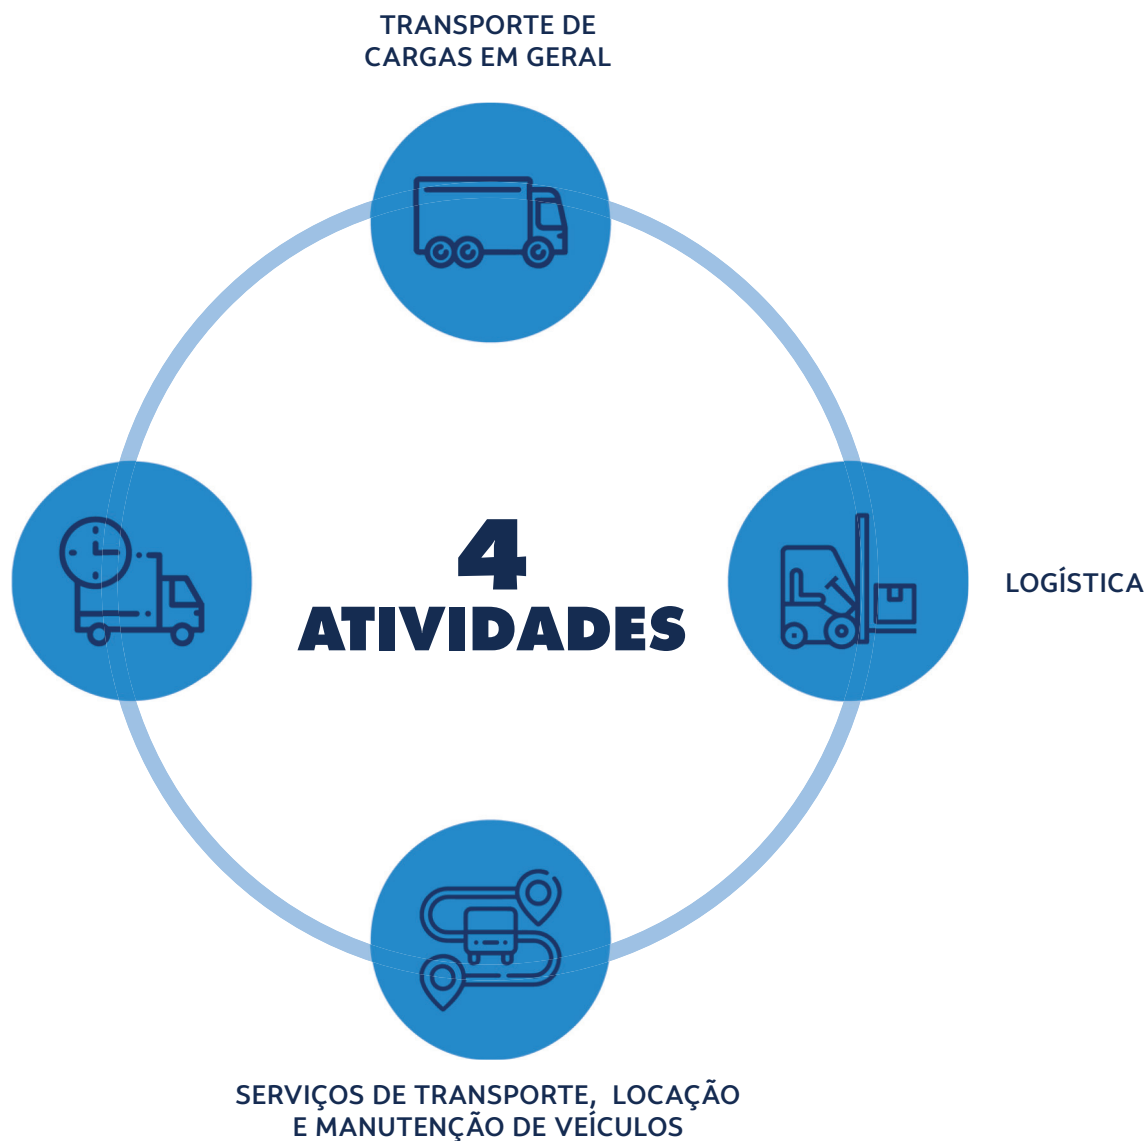 TRANSPORTE DE
CARGAS EM GERAL
4
ATIVIDADES
LOGÍSTICA
SERVIÇOS DE TRANSPORTE, LOCAÇÃO
E MANUTENÇÃO DE VEÍCULOS